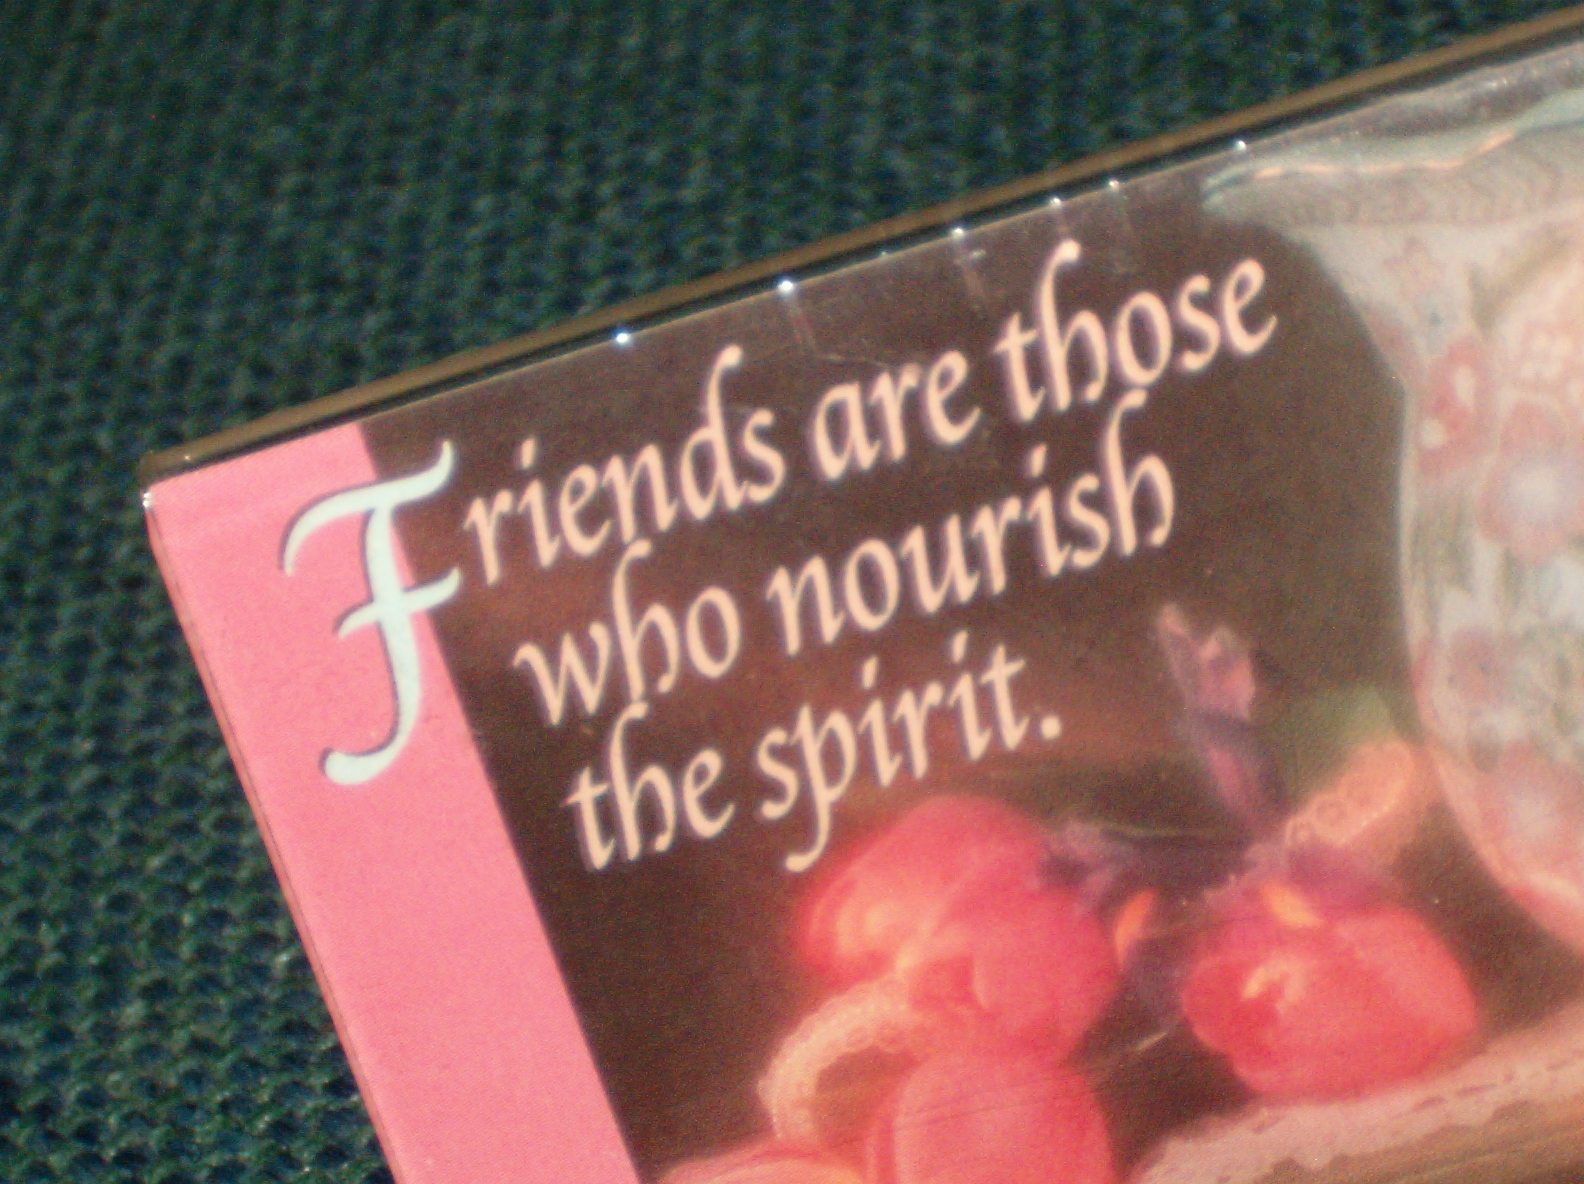 Friends are those
who nourish
the spirit.